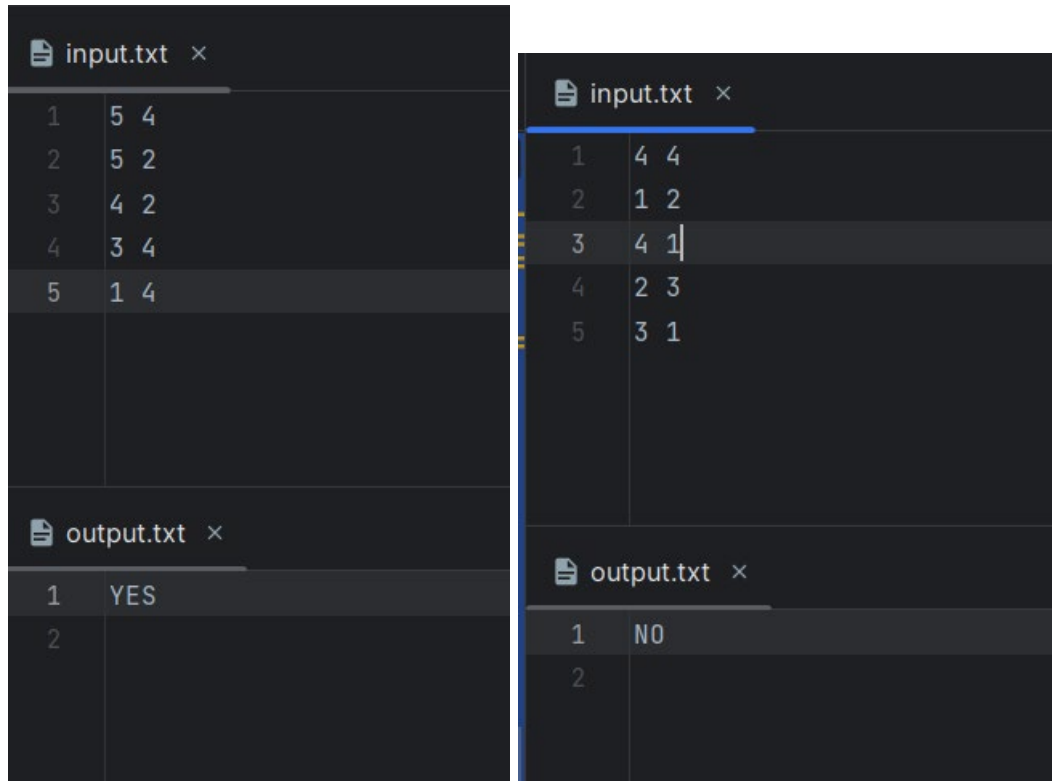 input.txt ×
1 5 4
2 5 2
3 4 2
4 3 4
5 1 4
output.txt ×
1 YES
2
input.txt ×
1 4 4
2 1 2
3 4 1
4 2 3
5 3 1
output.txt ×
1 NO
2